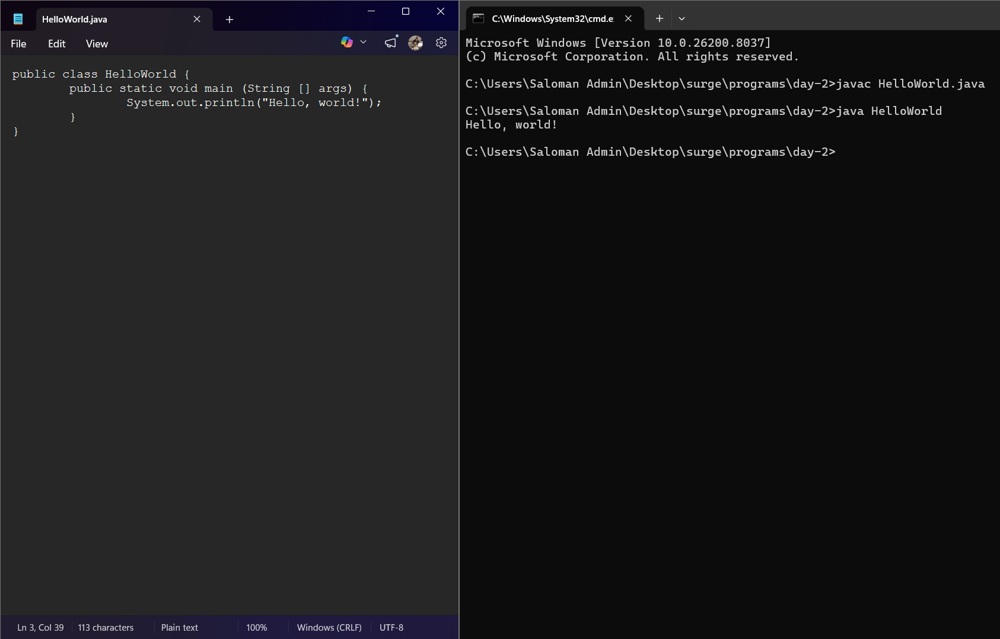 HelloWorld.java
File Edit View
public class HelloWorld {
public static void main (String [] args) {
System.out.println("Hello, world!");
}
}
Ln 3, Col 39 113 characters Plain text 100% Windows (CRLF) UTF-8
C:\Windows\System32\cmd.e
Microsoft Windows [Version 10.0.26200.8037]
(c) Microsoft Corporation. All rights reserved.
C:\Users\Saloman Admin\Desktop\surge\programs\day-2>javac HelloWorld.java
C:\Users\Saloman Admin\Desktop\surge\programs\day-2>java HelloWorld
Hello, world!
C:\Users\Saloman Admin\Desktop\surge\programs\day-2>